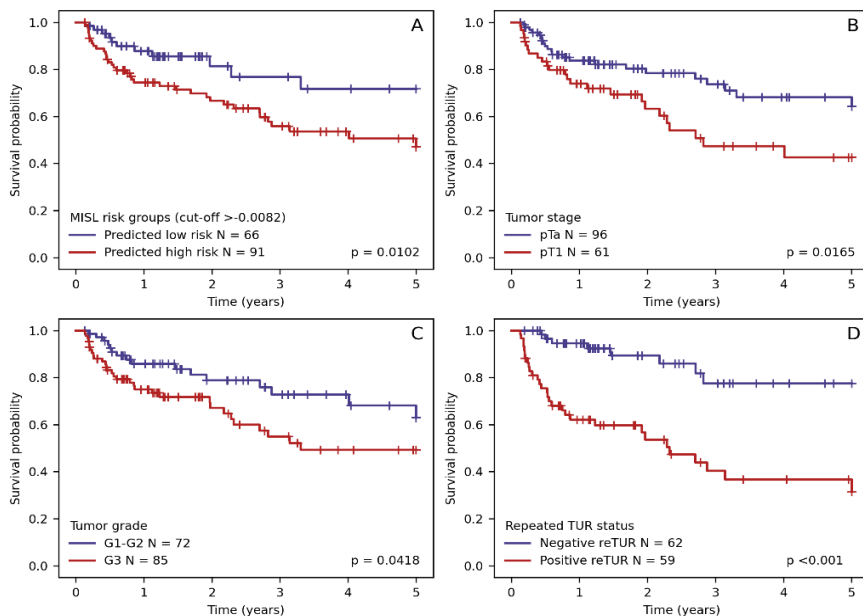 A
1.0
0.8
0.6
0.4
0.2
0.0
Survival probability
MISL risk groups (cut-off >-0.0082)
Predicted low risk N = 66
Predicted high risk N = 91
p = 0.0102
0 1 2 3 4 5
Time (years)
B
1.0
0.8
0.6
0.4
0.2
0.0
Survival probability
Tumor stage
pTa N = 96
pT1 N = 61
p = 0.0165
0 1 2 3 4 5
Time (years)
C
1.0
0.8
0.6
0.4
0.2
0.0
Survival probability
Tumor grade
G1-G2 N = 72
G3 N = 85
p = 0.0418
0 1 2 3 4 5
Time (years)
D
1.0
0.8
0.6
0.4
0.2
0.0
Survival probability
Repeated TUR status
Negative reTUR N = 62
Positive reTUR N = 59
p <0.001
0 1 2 3 4 5
Time (years)